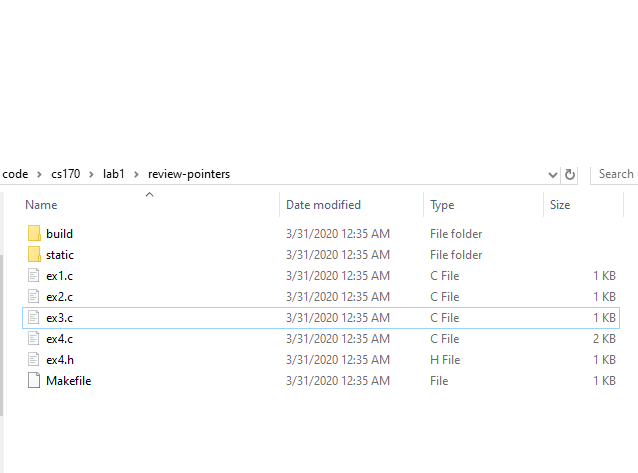 code > cs170 > lab1 > review-pointers Search
Name Date modified Type Size
build 3/31/2020 12:35 AM File folder
static 3/31/2020 12:35 AM File folder
ex1.c 3/31/2020 12:35 AM C File 1 KB
ex2.c 3/31/2020 12:35 AM C File 1 KB
ex3.c 3/31/2020 12:35 AM C File 1 KB
ex4.c 3/31/2020 12:35 AM C File 2 KB
ex4.h 3/31/2020 12:35 AM H File 1 KB
Makefile 3/31/2020 12:35 AM File 1 KB